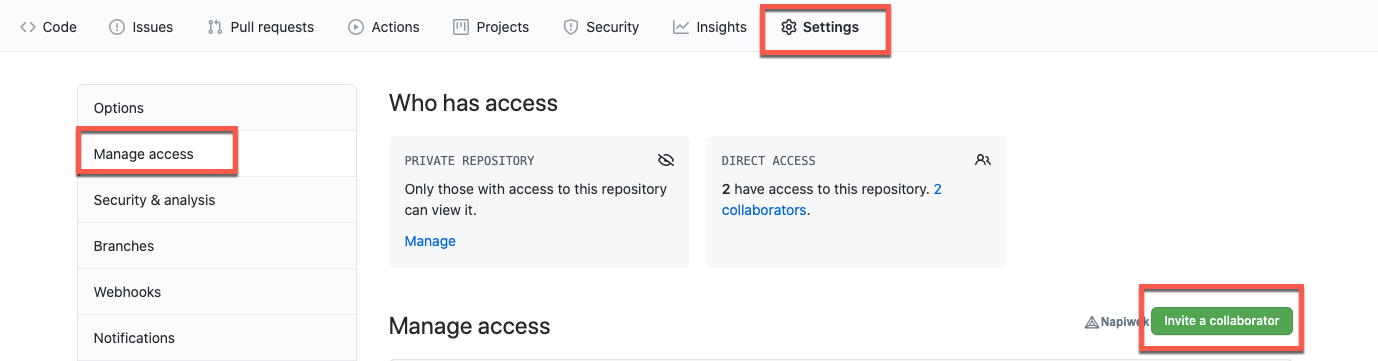 Code Issues Pull requests Actions Projects Security Insights Settings
Options
Manage access
Security & analysis
Branches
Webhooks
Notifications
Who has access
PRIVATE REPOSITORY
Only those with access to this repository
can view it.
Manage
DIRECT ACCESS
2 have access to this repository. 2
collaborators.
Manage access
Napiwek
Invite a collaborator